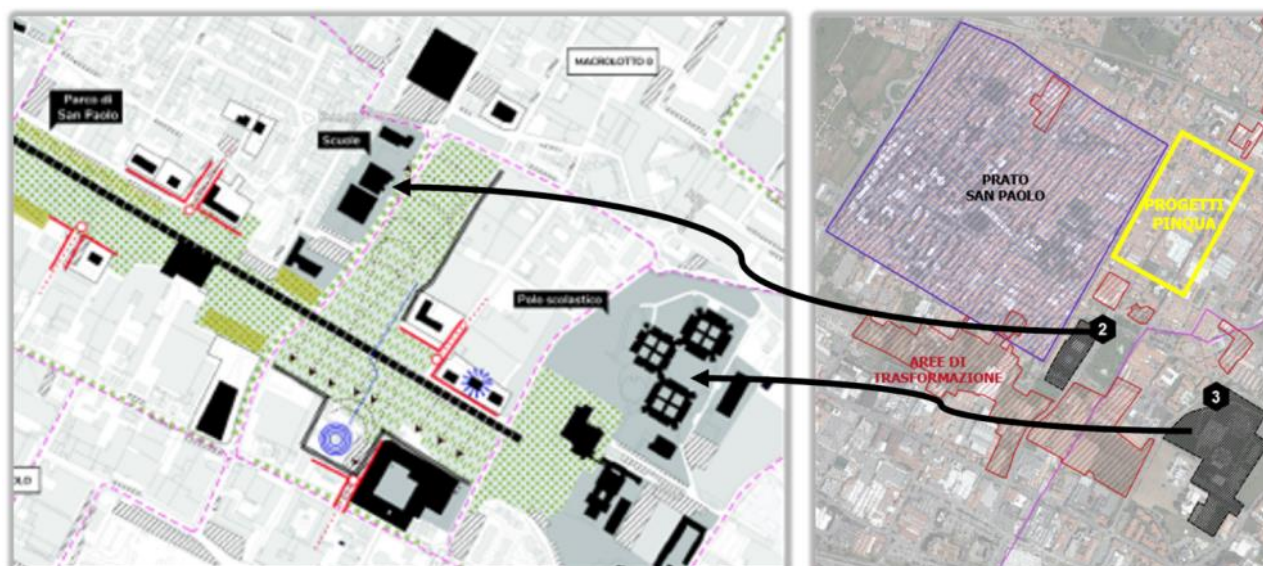 MACROLOTTO 0
Parco di
San Paolo
Scuole
Polo scolastico
OLO
PRATO
SAN PAOLO
PROGETTI
PINQUA
2
AREE DI
TRASFORMAZIONE
3